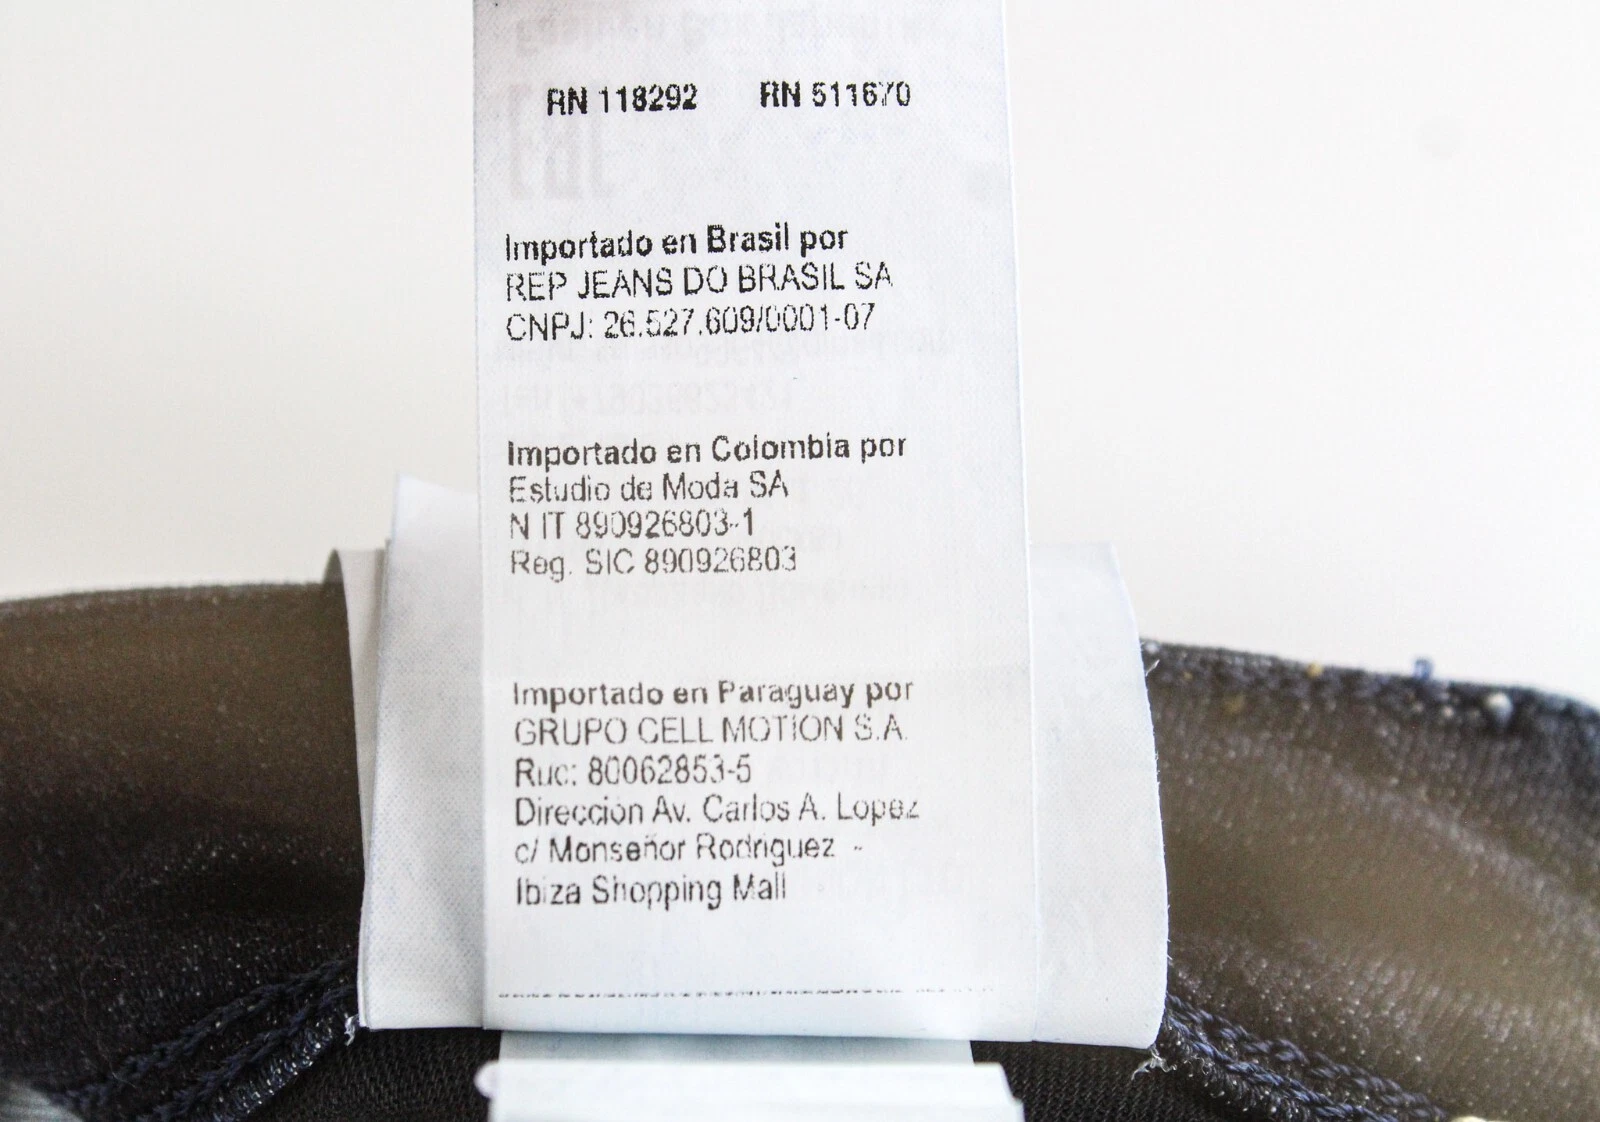 RN 118292 RN 511670
Importado en Brasil por
REP JEANS DO BRASIL SA
CNPJ: 26.527.609/0001-07
Importado en Colombia por
Estudio de Moda SA
N IT 890926803-1
Reg. SIC 890926803
Importado en Paraguay por
GRUPO CELL MOTION S.A.
Ruc: 80062853-5
Dirección Av. Carlos A. Lopez
c/ Monseñor Rodriguez -
Ibiza Shopping Mall